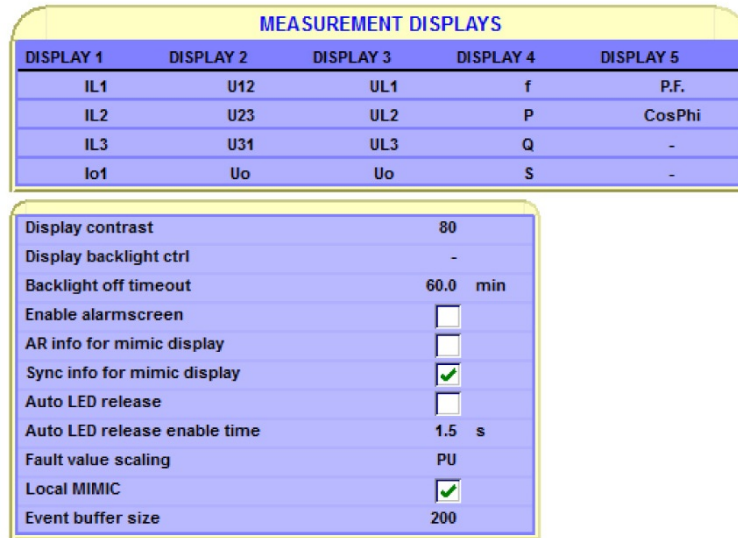 MEASUREMENT DISPLAYS
DISPLAY 1 DISPLAY 2 DISPLAY 3 DISPLAY 4 DISPLAY 5
IL1 U12 UL1 f P.F.
IL2 U23 UL2 P CosPhi
IL3 U31 UL3 Q -
Io1 Uo Uo S -
Display contrast 80
Display backlight ctrl -
Backlight off timeout 60.0 min
Enable alarmscreen
AR info for mimic display
Sync info for mimic display
Auto LED release
Auto LED release enable time 1.5 s
Fault value scaling PU
Local MIMIC
Event buffer size 200